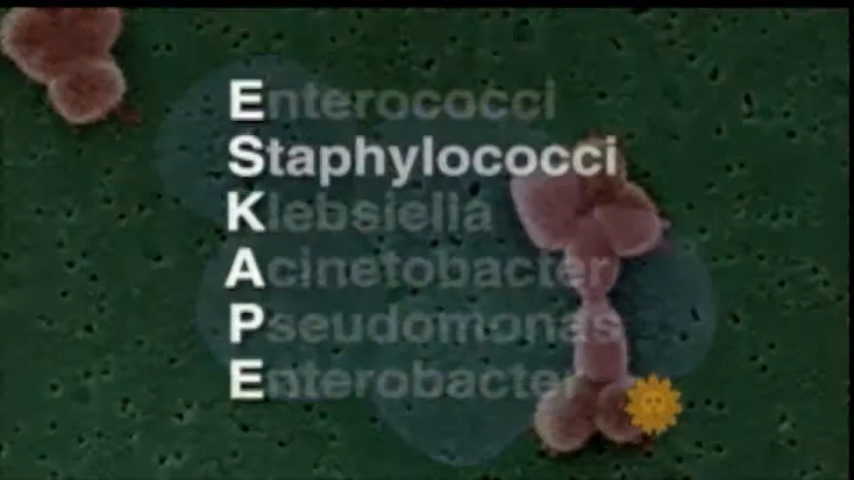 Enterococci
Staphylococci
Klebsiella
Acinetobacter
Pseudomonas
Enterobacter